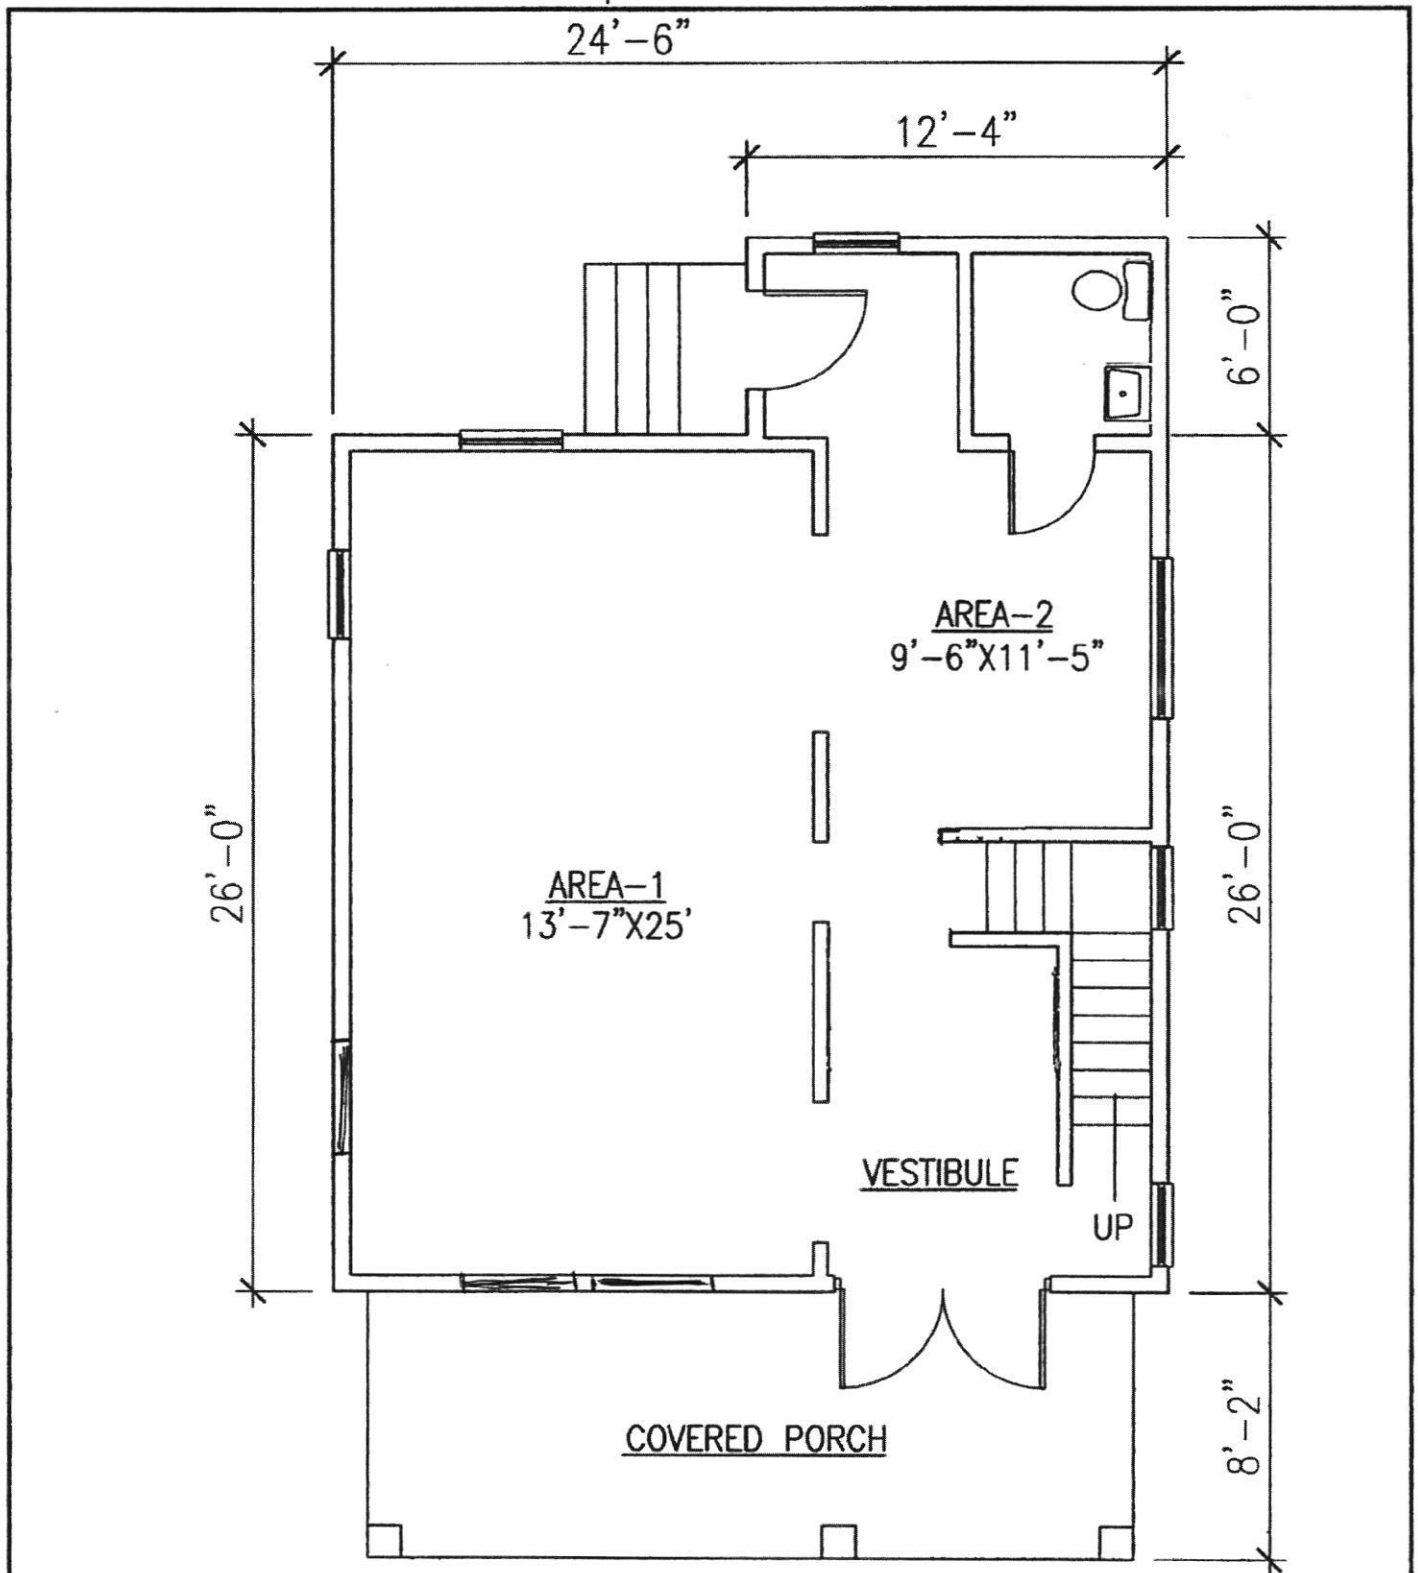 24'-6"
12'-4"
6'-0"
AREA-2
9'-6"X11'-5"
26'-0"
26'-0"
AREA-1
13'-7"X25'
VESTIBULE
UP
8'-2"
COVERED PORCH